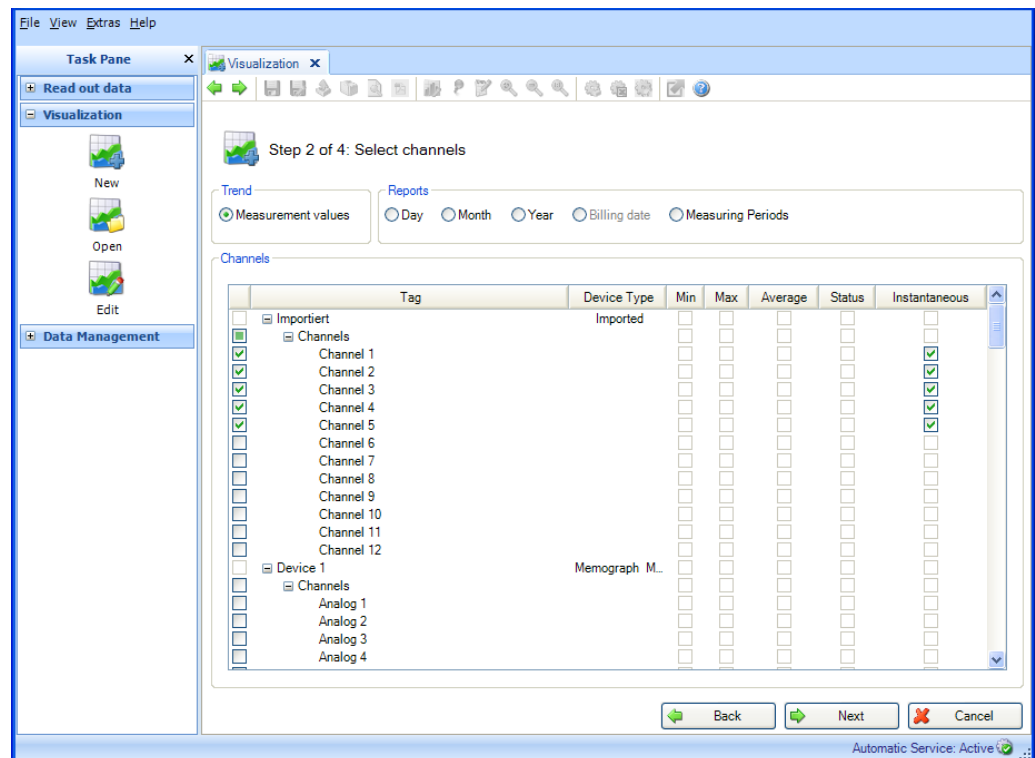 File View Extras Help
Task Pane
Visualization
Read out data
Visualization
New
Open
Edit
Data Management
Step 2 of 4: Select channels
Trend
Reports
Measurement values
Day Month Year Billing date Measuring Periods
Channels
Tag Device Type Min Max Average Status Instantaneous
Importiert Imported
Channels
Channel 1
Channel 2
Channel 3
Channel 4
Channel 5
Channel 6
Channel 7
Channel 8
Channel 9
Channel 10
Channel 11
Channel 12
Device 1 Memograph M...
Channels
Analog 1
Analog 2
Analog 3
Analog 4
Back Next Cancel
Automatic Service: Active